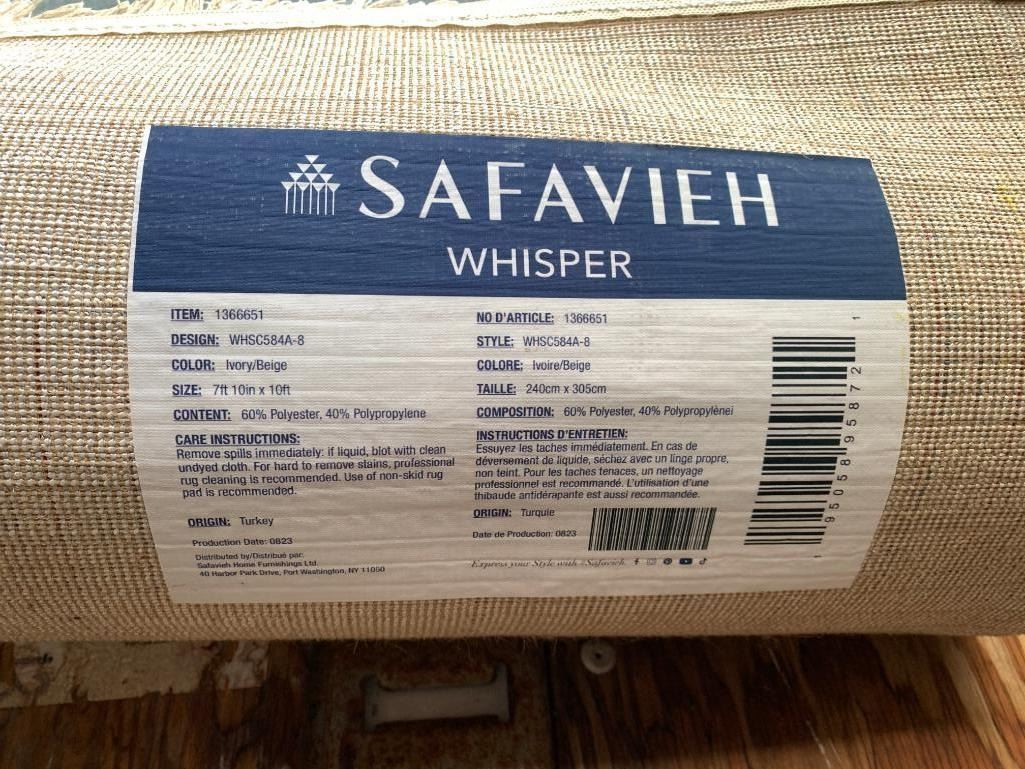 SAFAVIEH
WHISPER
ITEM: 1366651
DESIGN: WHSC584A-8
COLOR: Ivory/Beige
SIZE: 7ft 10in x 10ft
CONTENT: 60% Polyester, 40% Polypropylene
CARE INSTRUCTIONS:
Remove spills immediately: if liquid, blot with clean
undyed cloth. For hard to remove stains, professional
rug cleaning is recommended. Use of non-skid rug
pad is recommended.
ORIGIN: Turkey
Production Date: 0823
Distributed by/Distribué par:
Safavieh Home Furnishings Ltd.
40 Harbor Park Drive, Port Washington, NY 11050
NO D'ARTICLE: 1366651
STYLE: WHSC584A-8
COLORE: Ivoire/Beige
TAILLE: 240cm x 305cm
COMPOSITION: 60% Polyester, 40% Polypropylènei
INSTRUCTIONS D'ENTRETIEN:
Essuyez les taches immédiatement. En cas de
déversement de liquide, séchez avec un linge propre,
non teint. Pour les taches tenaces, un nettoyage
professionnel est recommandé. L'utilisation d'une
thibaude antidérapante est aussi recommandée.
ORIGIN: Turquie
Date de Production: 0823
Express your Style with #Safavieh
1 95058 95872 1